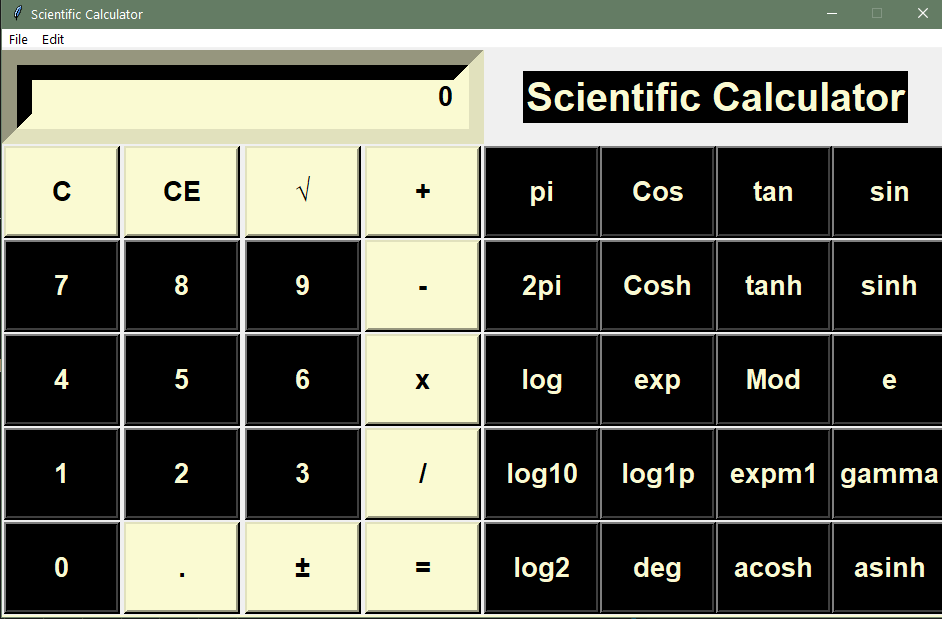 Scientific Calculator
File Edit
0
Scientific Calculator
C CE √ + pi Cos tan sin
7 8 9 - 2pi Cosh tanh sinh
4 5 6 x log exp Mod e
1 2 3 / log10 log1p expm1 gamma
0 . ± = log2 deg acosh asinh